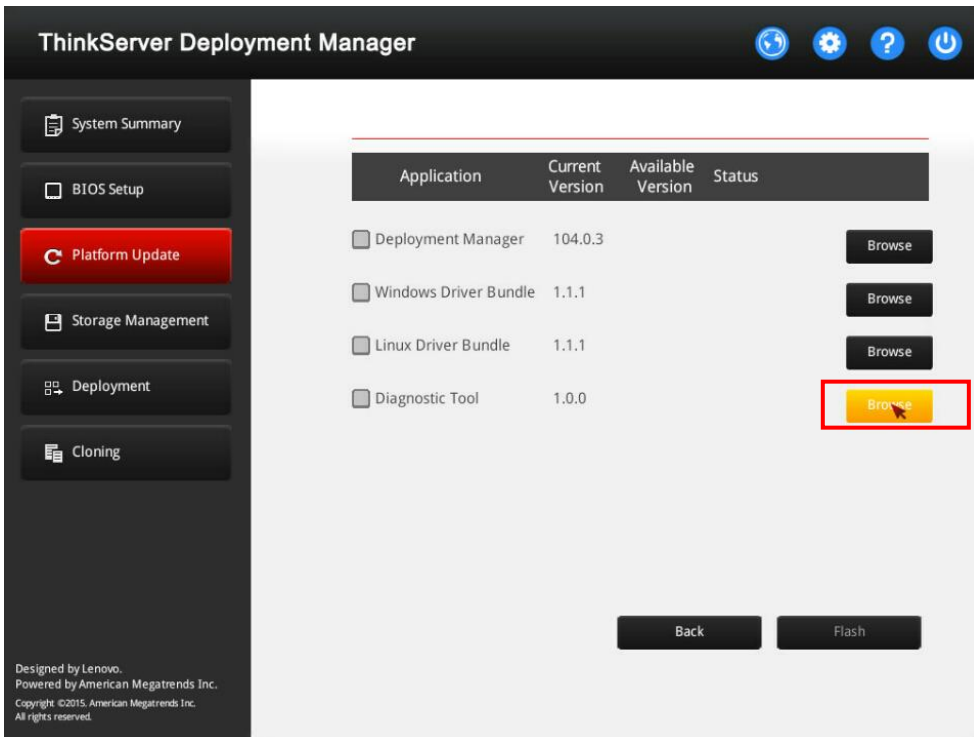 ThinkServer Deployment Manager
System Summary
BIOS Setup
Platform Update
Storage Management
Deployment
Cloning
Application Current Version Available Version Status
Deployment Manager 104.0.3 Browse
Windows Driver Bundle 1.1.1 Browse
Linux Driver Bundle 1.1.1 Browse
Diagnostic Tool 1.0.0 Browse
Back Flash
Designed by Lenovo.
Powered by American Megatrends Inc.
Copyright ©2015. American Megatrends Inc.
All rights reserved.